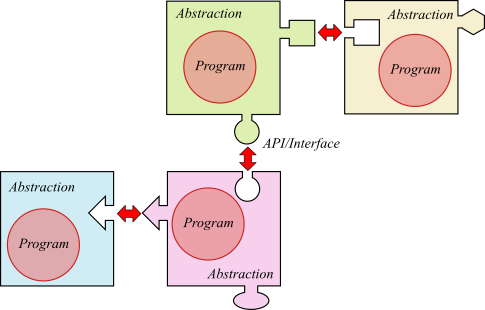 Abstraction
Program
Abstraction
Program
API/Interface
Abstraction
Program
Program
Abstraction